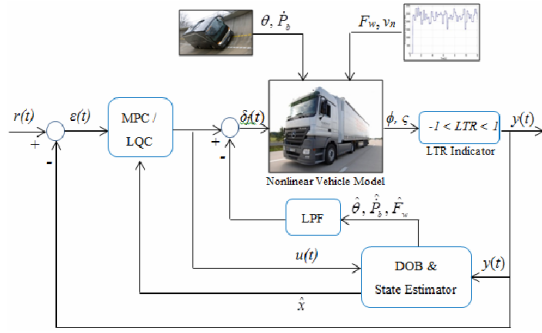 θ, Ṗ_b
F_w, v_n
r(t)
ε(t)
+
-
MPC /
LQC
+
-
δ_f(t)
Nonlinear Vehicle Model
ϕ, ς
-1 < LTR < 1
LTR Indicator
y(t)
LPF
θ̂, P̂̇_b, F̂_w
u(t)
DOB &
State Estimator
y(t)
x̂